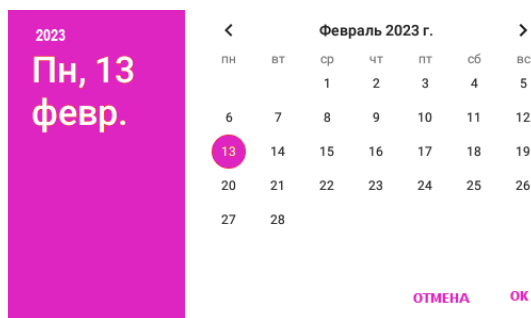 2023
Пн, 13
февр.
Февраль 2023 г.
пн вт ср чт пт сб вс
1 2 3 4 5
6 7 8 9 10 11 12
13 14 15 16 17 18 19
20 21 22 23 24 25 26
27 28
ОТМЕНА ОК